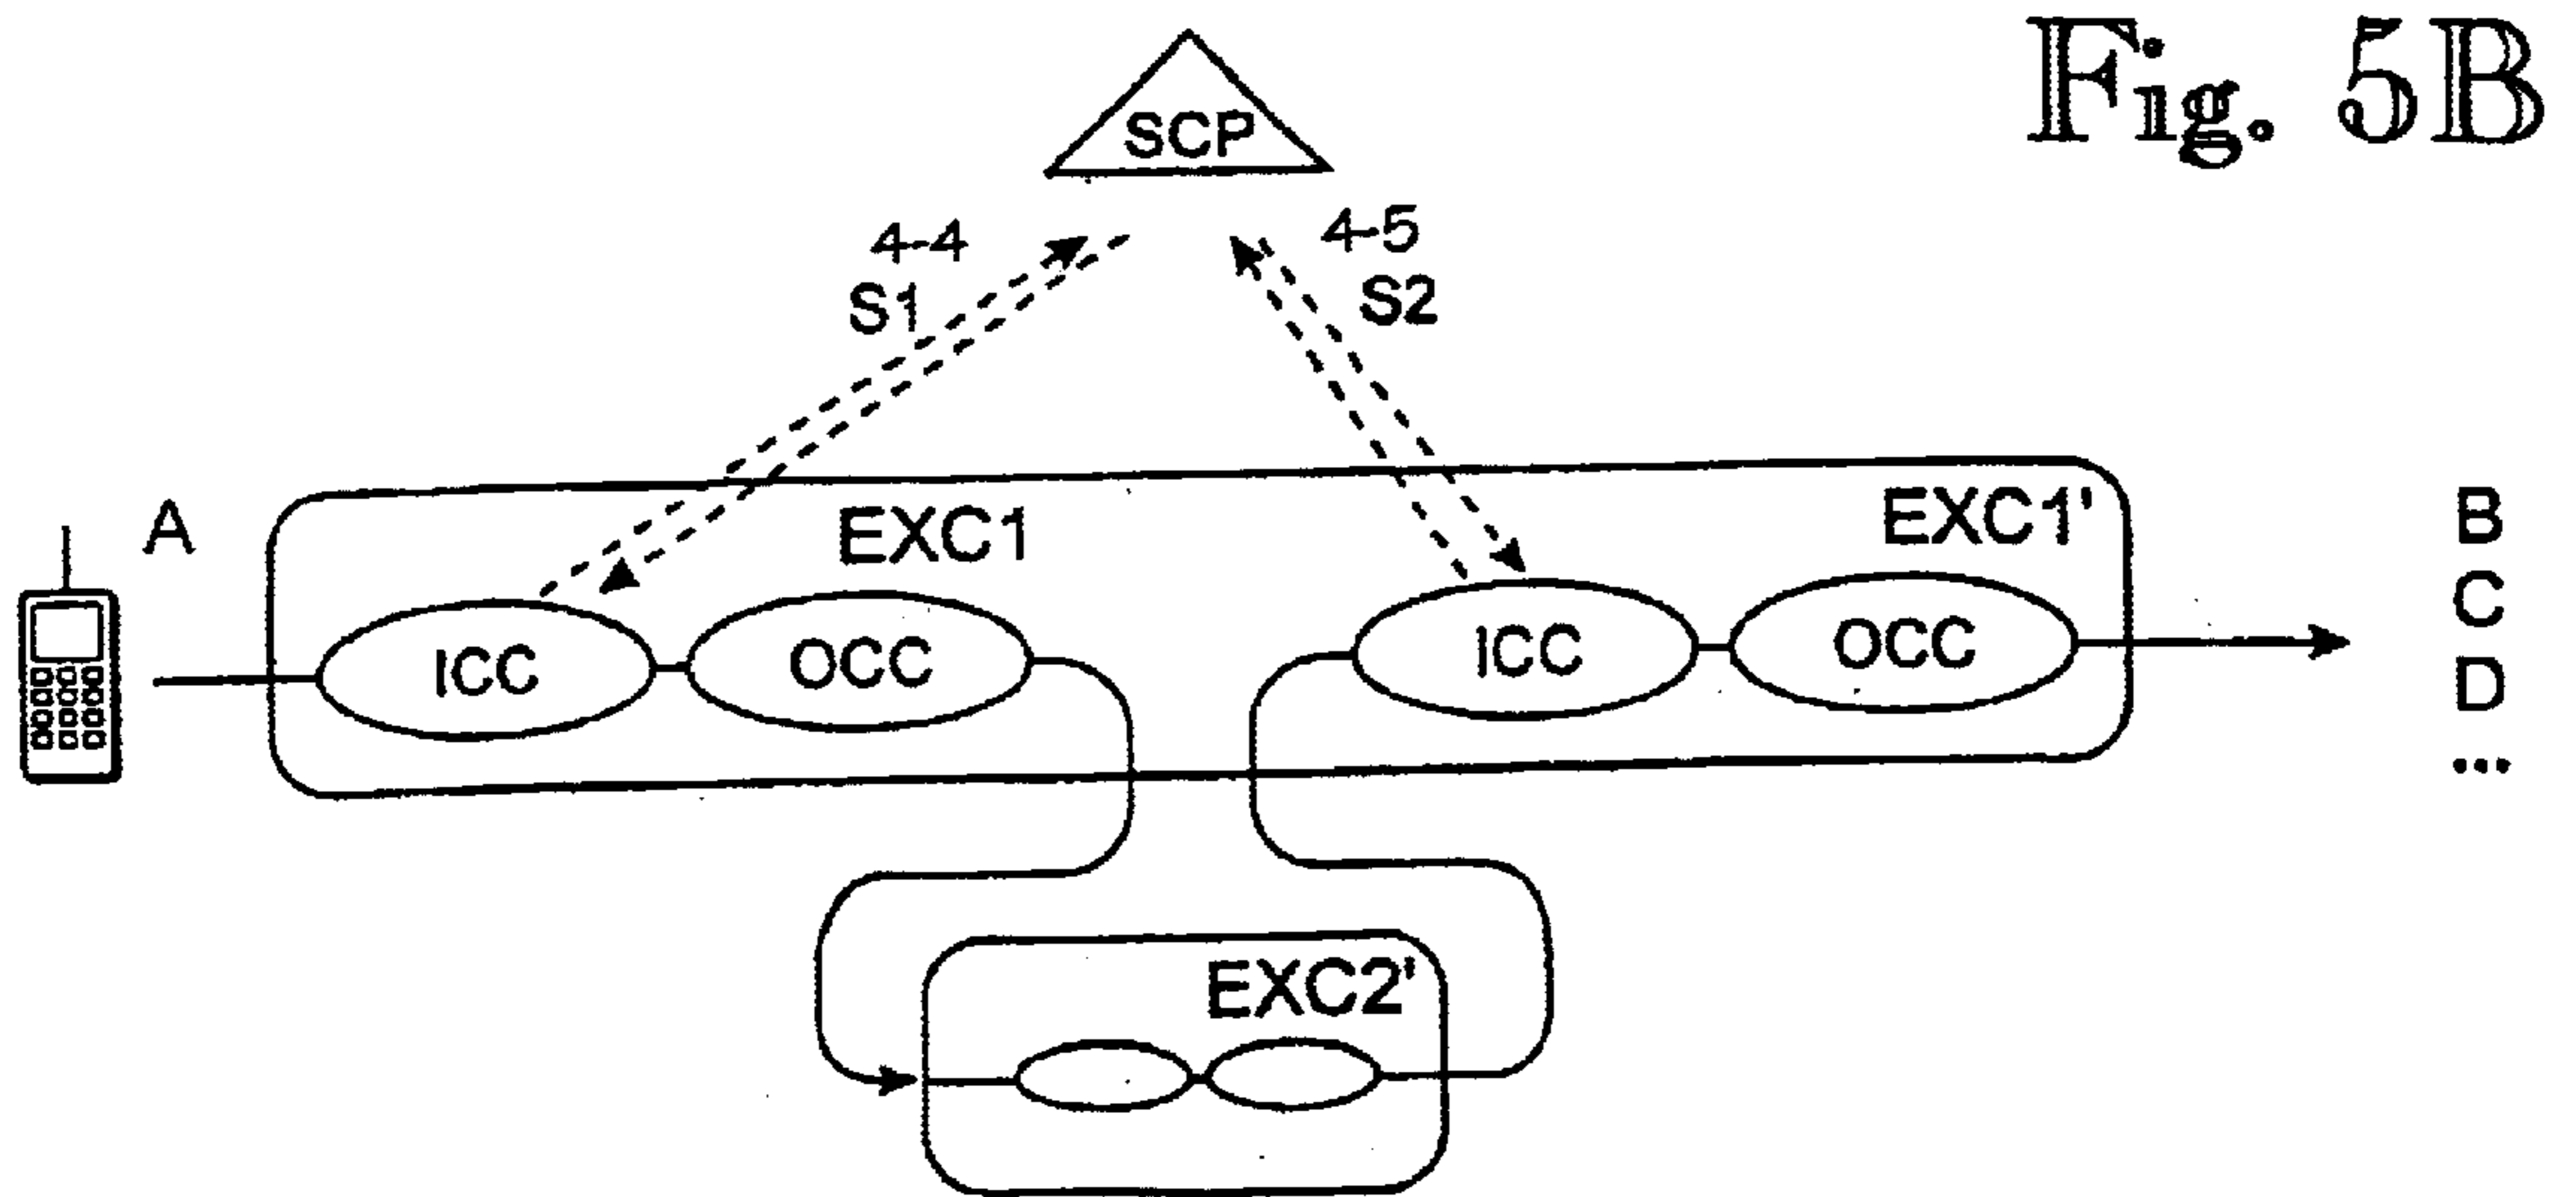 Fig. 5B
SCP
4-4
S1
4-5
S2
A
EXC1
EXC1'
B
C
D
...
ICC
OCC
ICC
OCC
EXC2'